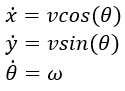 ẋ = vcos(θ)
ẏ = vsin(θ)
θ̇ = ω